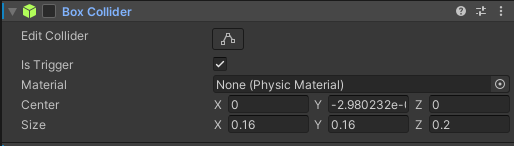 Box Collider
Edit Collider
Is Trigger
Material None (Physic Material)
Center X 0 Y -2.980232e- Z 0
Size X 0.16 Y 0.16 Z 0.2